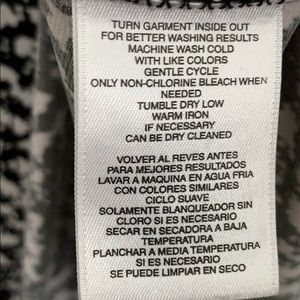 TURN GARMENT INSIDE OUT
FOR BETTER WASHING RESULTS
MACHINE WASH COLD
WITH LIKE COLORS
GENTLE CYCLE
ONLY NON-CHLORINE BLEACH WHEN
NEEDED
TUMBLE DRY LOW
WARM IRON
IF NECESSARY
CAN BE DRY CLEANED
VOLVER AL REVES ANTES
PARA MEJORES RESULTADOS
LAVAR A MAQUINA EN AGUA FRIA
CON COLORES SIMILARES
CICLO SUAVE
SOLAMENTE BLANQUEADOR SIN
CLORO SI ES NECESARIO
SECAR EN SECADORA A BAJA
TEMPERATURA
PLANCHAR A MEDIA TEMPERATURA
SI ES NECESARIO
SE PUEDE LIMPIAR EN SECO